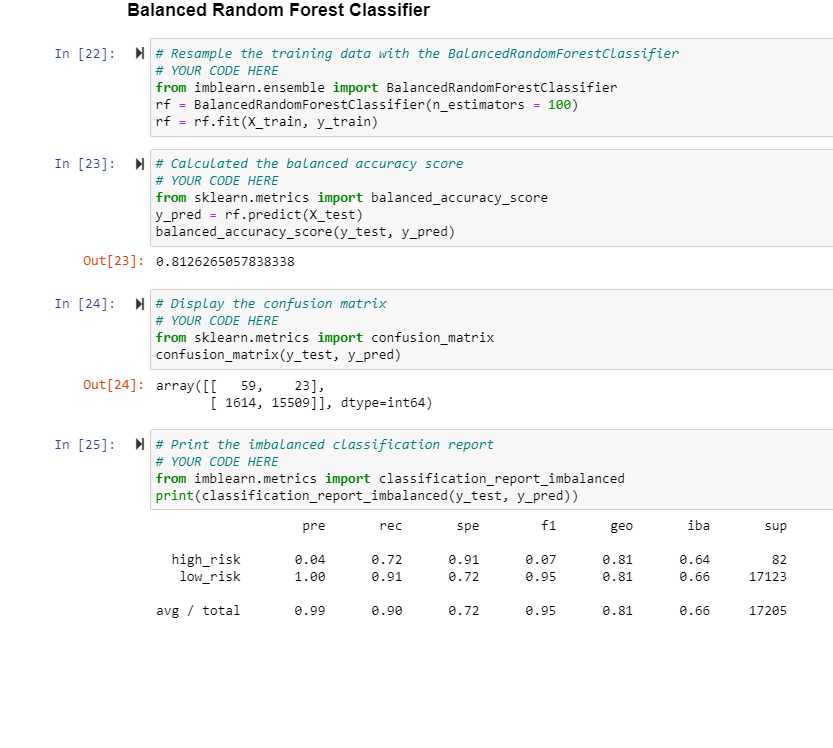 Balanced Random Forest Classifier
In [22]: # Resample the training data with the BalancedRandomForestClassifier
# YOUR CODE HERE
from imblearn.ensemble import BalancedRandomForestClassifier
rf = BalancedRandomForestClassifier(n_estimators = 100)
rf = rf.fit(X_train, y_train)
In [23]: # Calculated the balanced accuracy score
# YOUR CODE HERE
from sklearn.metrics import balanced_accuracy_score
y_pred = rf.predict(X_test)
balanced_accuracy_score(y_test, y_pred)
Out[23]: 0.8126265057838338
In [24]: # Display the confusion matrix
# YOUR CODE HERE
from sklearn.metrics import confusion_matrix
confusion_matrix(y_test, y_pred)
Out[24]: array([[   59,    23],
       [ 1614, 15509]], dtype=int64)
In [25]: # Print the imbalanced classification report
# YOUR CODE HERE
from imblearn.metrics import classification_report_imbalanced
print(classification_report_imbalanced(y_test, y_pred))
pre rec spe f1 geo iba sup
high_risk 0.04 0.72 0.91 0.07 0.81 0.64 82
low_risk 1.00 0.91 0.72 0.95 0.81 0.66 17123
avg / total 0.99 0.90 0.72 0.95 0.81 0.66 17205